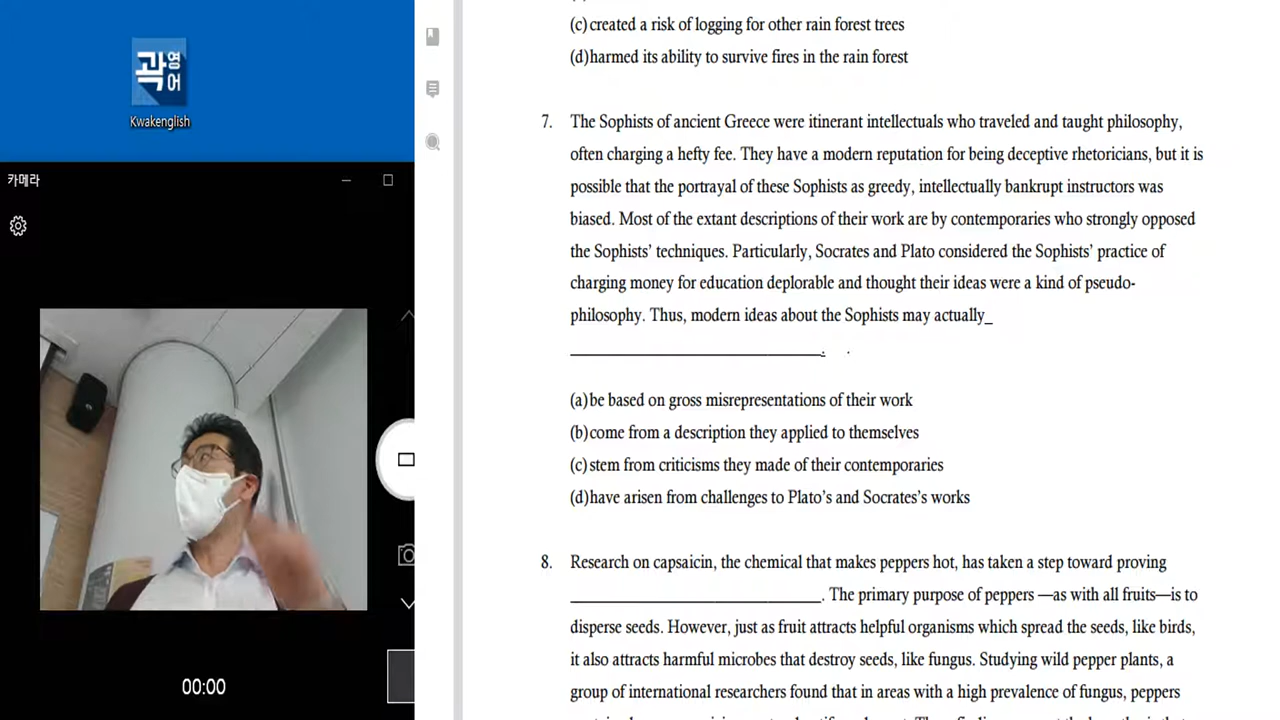 곽영어
Kwakenglish
카메라
00:00
(c) created a risk of logging for other rain forest trees
(d) harmed its ability to survive fires in the rain forest
7. The Sophists of ancient Greece were itinerant intellectuals who traveled and taught philosophy,
often charging a hefty fee. They have a modern reputation for being deceptive rhetoricians, but it is
possible that the portrayal of these Sophists as greedy, intellectually bankrupt instructors was
biased. Most of the extant descriptions of their work are by contemporaries who strongly opposed
the Sophists' techniques. Particularly, Socrates and Plato considered the Sophists' practice of
charging money for education deplorable and thought their ideas were a kind of pseudo-
philosophy. Thus, modern ideas about the Sophists may actually_
____________________________.
(a) be based on gross misrepresentations of their work
(b) come from a description they applied to themselves
(c) stem from criticisms they made of their contemporaries
(d) have arisen from challenges to Plato's and Socrates's works
8. Research on capsaicin, the chemical that makes peppers hot, has taken a step toward proving
____________________________. The primary purpose of peppers —as with all fruits—is to
disperse seeds. However, just as fruit attracts helpful organisms which spread the seeds, like birds,
it also attracts harmful microbes that destroy seeds, like fungus. Studying wild pepper plants, a
group of international researchers found that in areas with a high prevalence of fungus, peppers